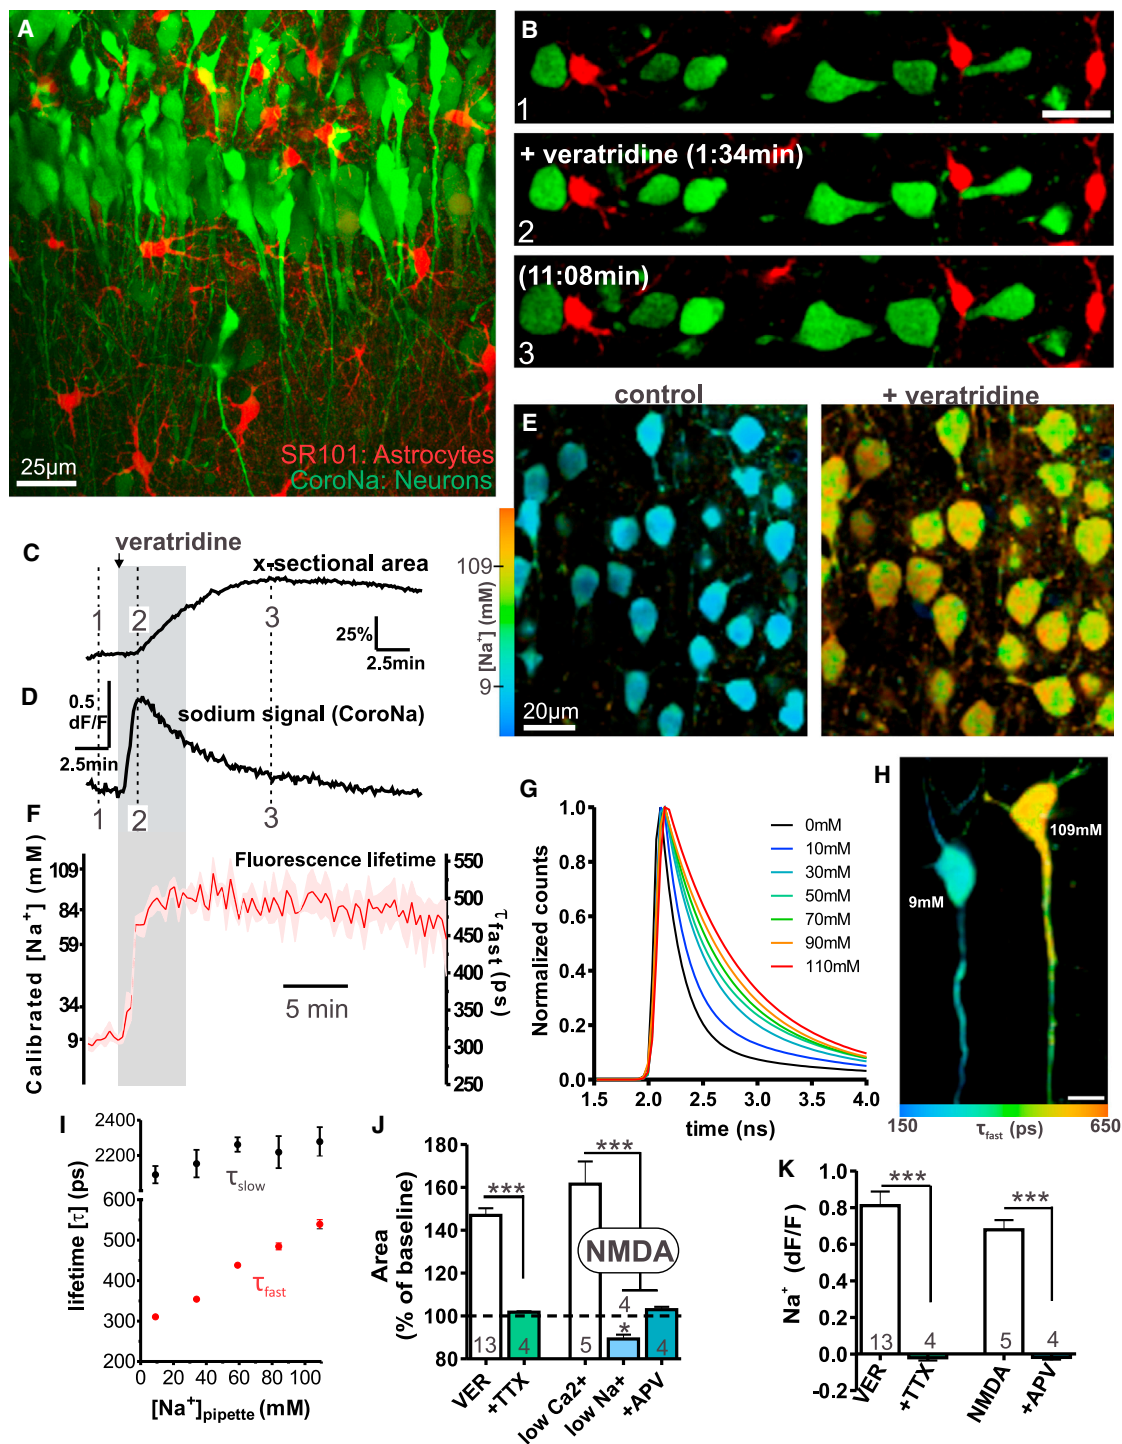 A
SR101: Astrocytes
CoroNa: Neurons
25µm
B
1
+ veratridine (1:34min)
2
(11:08min)
3
control
+ veratridine
E
109
[Na⁺] (mM)
9
20µm
C
veratridine
x-sectional area
1
2
3
25%
2.5min
D
0.5
dF/F
2.5min
sodium signal (CoroNa)
1
2
3
F
Fluorescence lifetime
Calibrated [Na⁺] (mM)
109
84
59
34
9
5 min
550
500
450
400
350
300
250
τfast (ps)
G
Normalized counts
1.0
0.8
0.6
0.4
0.2
0.0
1.5 2.0 2.5 3.0 3.5 4.0
time (ns)
0mM
10mM
30mM
50mM
70mM
90mM
110mM
H
109mM
9mM
150 τfast (ps) 650
I
lifetime [τ] (ps)
2400
2200
600
500
400
300
200
τslow
τfast
0 20 40 60 80 100
[Na⁺]pipette (mM)
J
Area
(% of baseline)
180
160
140
120
100
80
***
***
NMDA
4
*
13 4 5 4
VER +TTX low Ca2+ low Na+ +APV
K
Na⁺ (dF/F)
1.0
0.8
0.6
0.4
0.2
0.0
-0.2
***
***
13 4 5 4
VER +TTX NMDA +APV